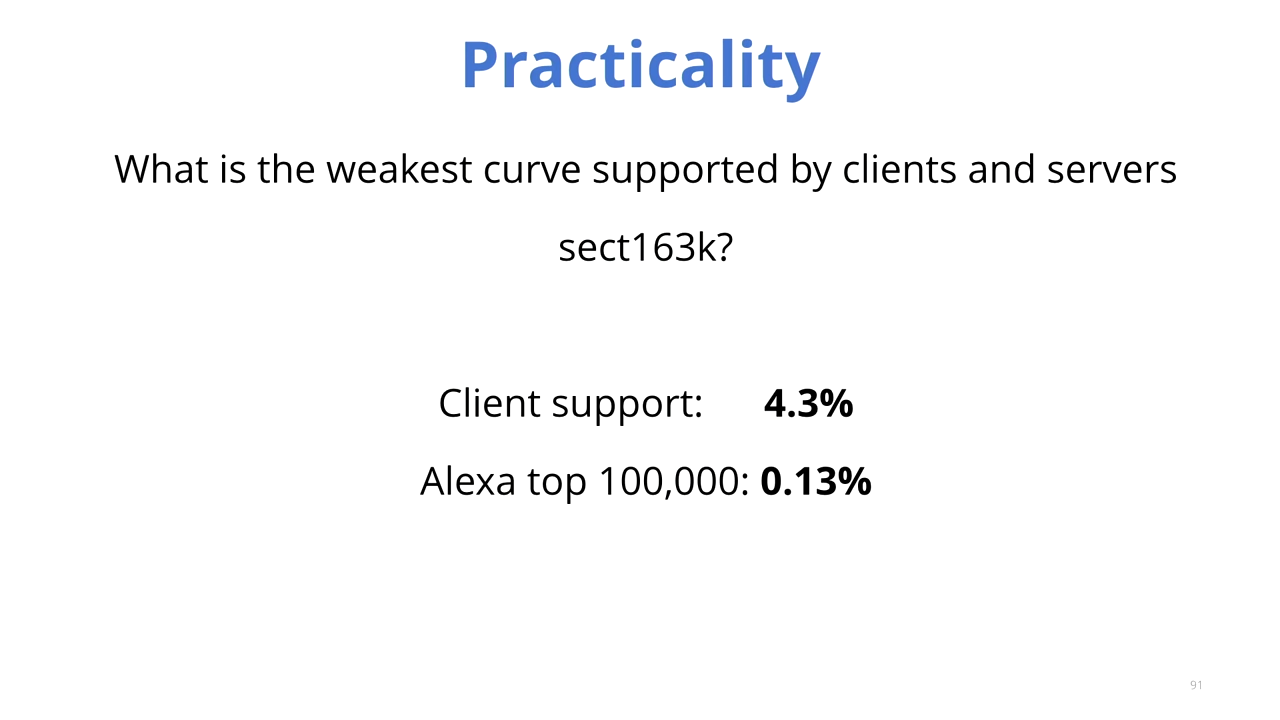 Practicality
What is the weakest curve supported by clients and servers
sect163k?
Client support: 4.3%
Alexa top 100,000: 0.13%
91